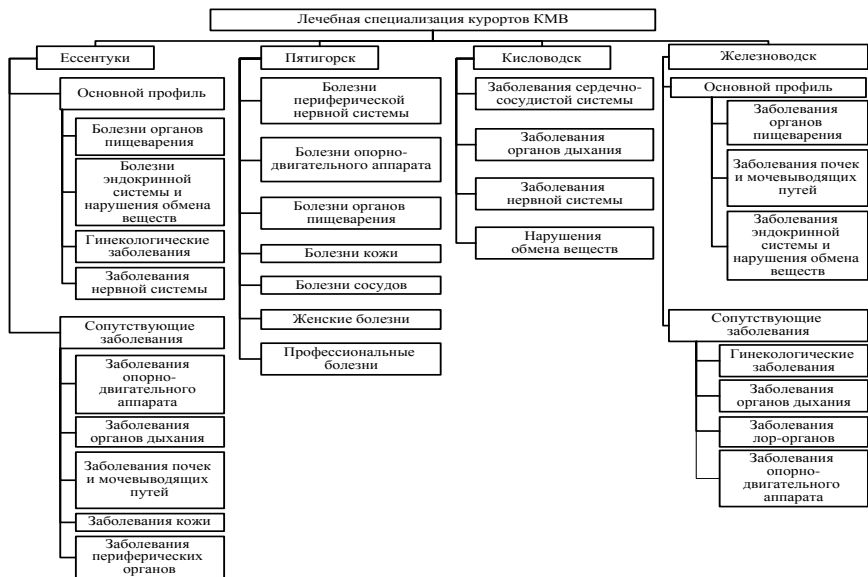 Лечебная специализация курортов КМВ
Ессентуки
Основной профиль
Болезни органов
пищеварения
Болезни
эндокринной
системы и
нарушения обмена
веществ
Гинекологические
заболевания
Заболевания
нервной системы
Сопутствующие
заболевания
Заболевания
опорно-
двигательного
аппарата
Заболевания
органов дыхания
Заболевания почек
и мочевыводящих
путей
Заболевания кожи
Заболевания
периферических
органов
Пятигорск
Болезни
периферической
нервной системы
Болезни опорно-
двигательного аппарата
Болезни органов
пищеварения
Болезни кожи
Болезни сосудов
Женские болезни
Профессиональные
болезни
Кисловодск
Заболевания сердечно-
сосудистой системы
Заболевания
органов дыхания
Заболевания
нервной системы
Нарушения
обмена веществ
Железноводск
Основной профиль
Заболевания
органов
пищеварения
Заболевания почек
и мочевыводящих
путей
Заболевания
эндокринной
системы и
нарушения обмена
веществ
Сопутствующие
заболевания
Гинекологические
заболевания
Заболевания
органов дыхания
Заболевания
лор-органов
Заболевания
опорно-
двигательного
аппарата